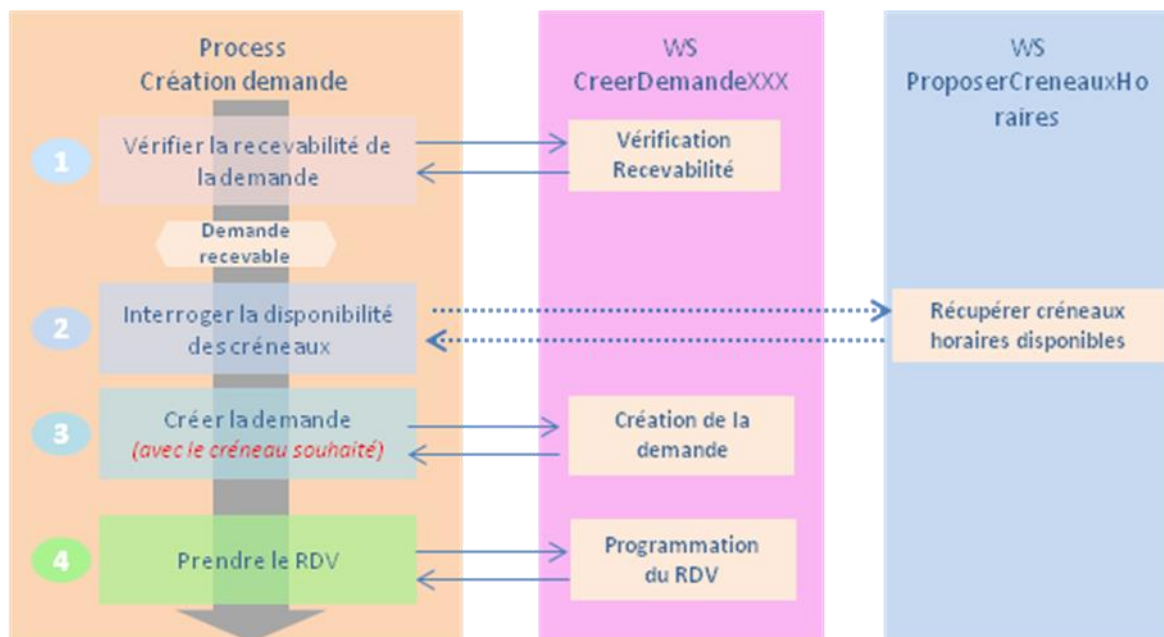 Process
Création demande
WS
CreerDemandeXXX
WS
ProposerCreneauxHo
raires
1
Vérifier la recevabilité de
la demande
Vérification
Recevabilité
Demande
recevable
2
Interroger la disponibilité
des créneaux
Récupérer créneaux
horaires disponibles
3
Créer la demande
(avec le créneau souhaité)
Création de la
demande
4
Prendre le RDV
Programmation
du RDV